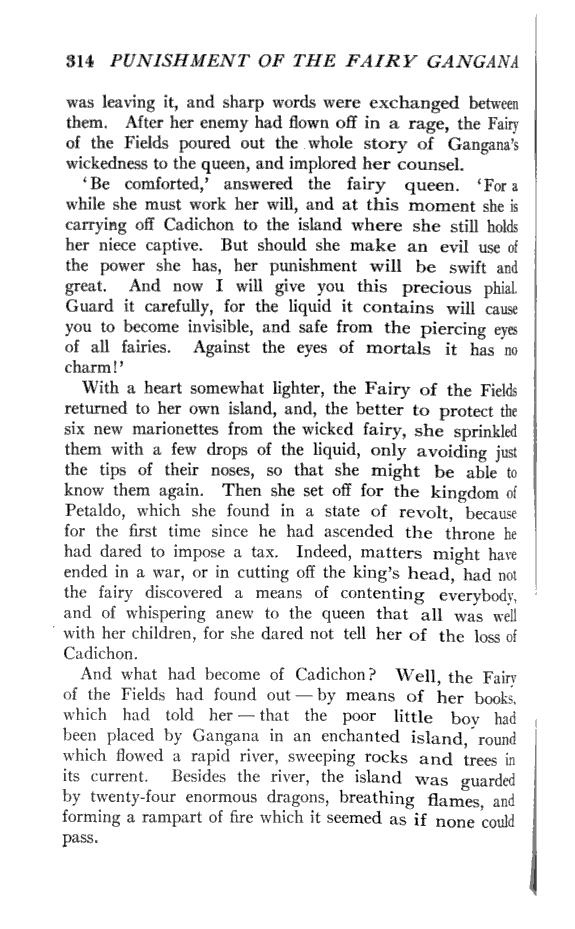 314 PUNISHMENT OF THE FAIRY GANGANA
was leaving it, and sharp words were exchanged between
them. After her enemy had flown off in a rage, the Fairy
of the Fields poured out the whole story of Gangana's
wickedness to the queen, and implored her counsel.
'Be comforted,' answered the fairy queen. 'For a
while she must work her will, and at this moment she is
carrying off Cadichon to the island where she still holds
her niece captive. But should she make an evil use of
the power she has, her punishment will be swift and
great. And now I will give you this precious phial.
Guard it carefully, for the liquid it contains will cause
you to become invisible, and safe from the piercing eyes
of all fairies. Against the eyes of mortals it has no
charm!'
With a heart somewhat lighter, the Fairy of the Fields
returned to her own island, and, the better to protect the
six new marionettes from the wicked fairy, she sprinkled
them with a few drops of the liquid, only avoiding just
the tips of their noses, so that she might be able to
know them again. Then she set off for the kingdom of
Petaldo, which she found in a state of revolt, because
for the first time since he had ascended the throne he
had dared to impose a tax. Indeed, matters might have
ended in a war, or in cutting off the king's head, had not
the fairy discovered a means of contenting everybody,
and of whispering anew to the queen that all was well
with her children, for she dared not tell her of the loss of
Cadichon.
And what had become of Cadichon? Well, the Fairy
of the Fields had found out — by means of her books,
which had told her — that the poor little boy had
been placed by Gangana in an enchanted island, round
which flowed a rapid river, sweeping rocks and trees in
its current. Besides the river, the island was guarded
by twenty-four enormous dragons, breathing flames, and
forming a rampart of fire which it seemed as if none could
pass.